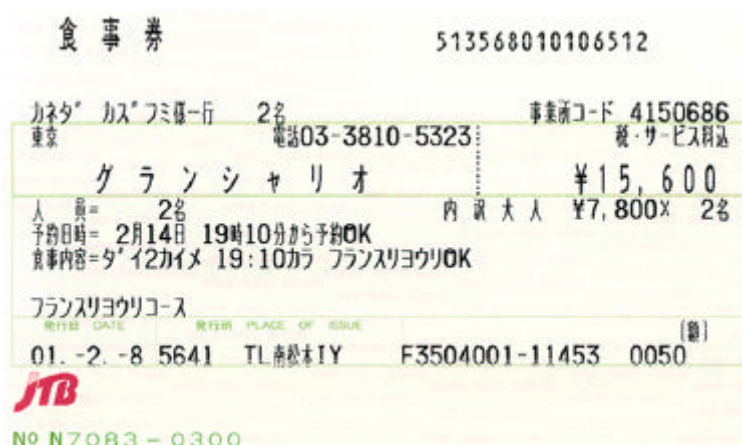 食事券 513568010106512
カネダ カズフミ様一行 2名 事業所コード 4150686
東京 電話03-3810-5323 税・サービス料込
グランシャリオ ¥15,600
人員= 2名 内訳大人 ¥7,800× 2名
予約日時= 2月14日 19時10分から予約OK
食事内容=ダイ2カイメ 19:10カラ フランスリヨウリOK
フランスリヨウリコース
発行日 DATE 発行所 PLACE OF ISSUE (額)
01.-2.-8 5641 TL南松本IY F3504001-11453 0050
JTB
No N7083-0300